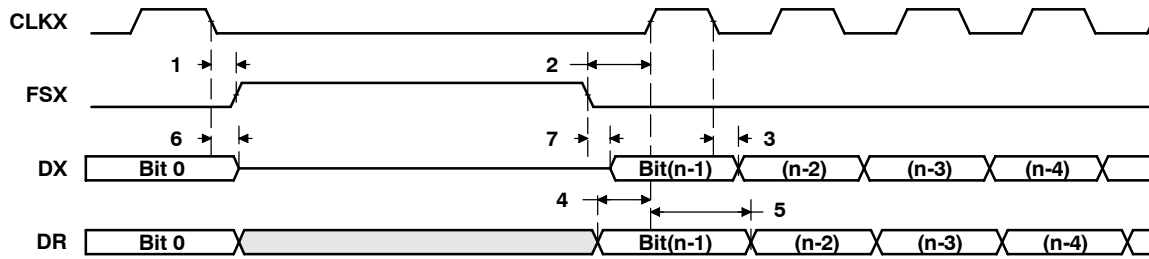 CLKX
1 2
FSX
6 7 3
DX Bit 0 Bit(n-1) (n-2) (n-3) (n-4)
4 5
DR Bit 0 Bit(n-1) (n-2) (n-3) (n-4)